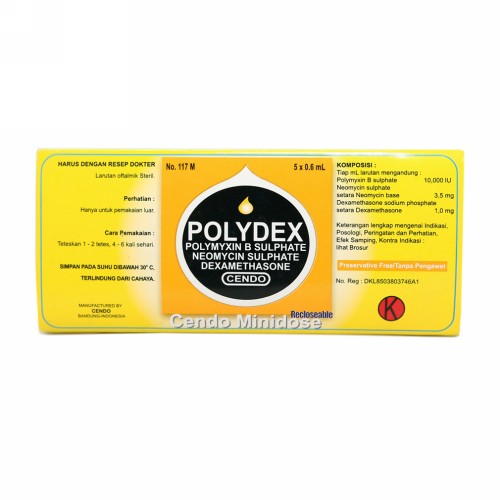 HARUS DENGAN RESEP DOKTER
Larutan oftalmik Steril.
Perhatian :
Hanya untuk pemakaian luar.
Cara Pemakaian :
Teteskan 1 - 2 tetes, 4 - 6 kali sehari.
SIMPAN PADA SUHU DIBAWAH 30° C,
TERLINDUNG DARI CAHAYA.
MANUFACTURED BY
CENDO
BANDUNG-INDONESIA
No. 117 M
5 x 0.6 mL
POLYDEX
POLYMYXIN B SULPHATE
NEOMYCIN SULPHATE
DEXAMETHASONE
CENDO
Cendo Minidose
Recloseable
KOMPOSISI :
Tiap mL larutan mengandung :
Polymyxin B sulphate 10,000 IU
Neomycin sulphate
setara Neomycin base 3,5 mg
Dexamethasone sodium phosphate
setara Dexamethasone 1,0 mg
Keterangan lengkap mengenai Indikasi,
Posologi, Peringatan dan Perhatian,
Efek Samping, Kontra Indikasi :
lihat Brosur
Preservative Free/Tanpa Pengawet
No. Reg : DKL8503803746A1
K